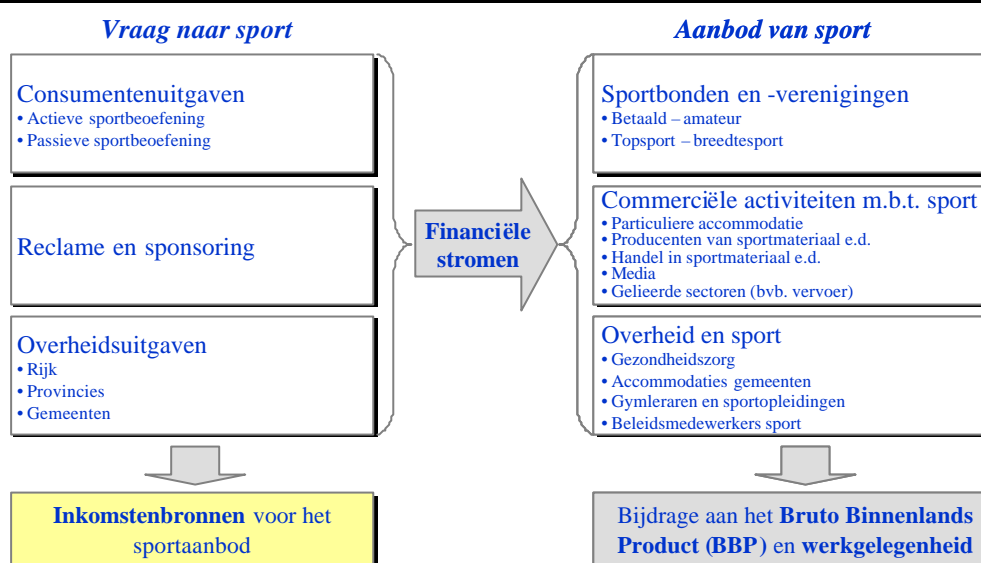 Vraag naar sport
Consumentenuitgaven
• Actieve sportbeoefening
• Passieve sportbeoefening
Reclame en sponsoring
Overheidsuitgaven
• Rijk
• Provincies
• Gemeenten
Inkomstenbronnen voor het
sportaanbod
Financiële
stromen
Aanbod van sport
Sportbonden en -verenigingen
• Betaald – amateur
• Topsport – breedtesport
Commerciële activiteiten m.b.t. sport
• Particuliere accommodatie
• Producenten van sportmateriaal e.d.
• Handel in sportmateriaal e.d.
• Media
• Gelieerde sectoren (bvb. vervoer)
Overheid en sport
• Gezondheidszorg
• Accommodaties gemeenten
• Gymleraren en sportopleidingen
• Beleidsmedewerkers sport
Bijdrage aan het Bruto Binnenlands
Product (BBP) en werkgelegenheid